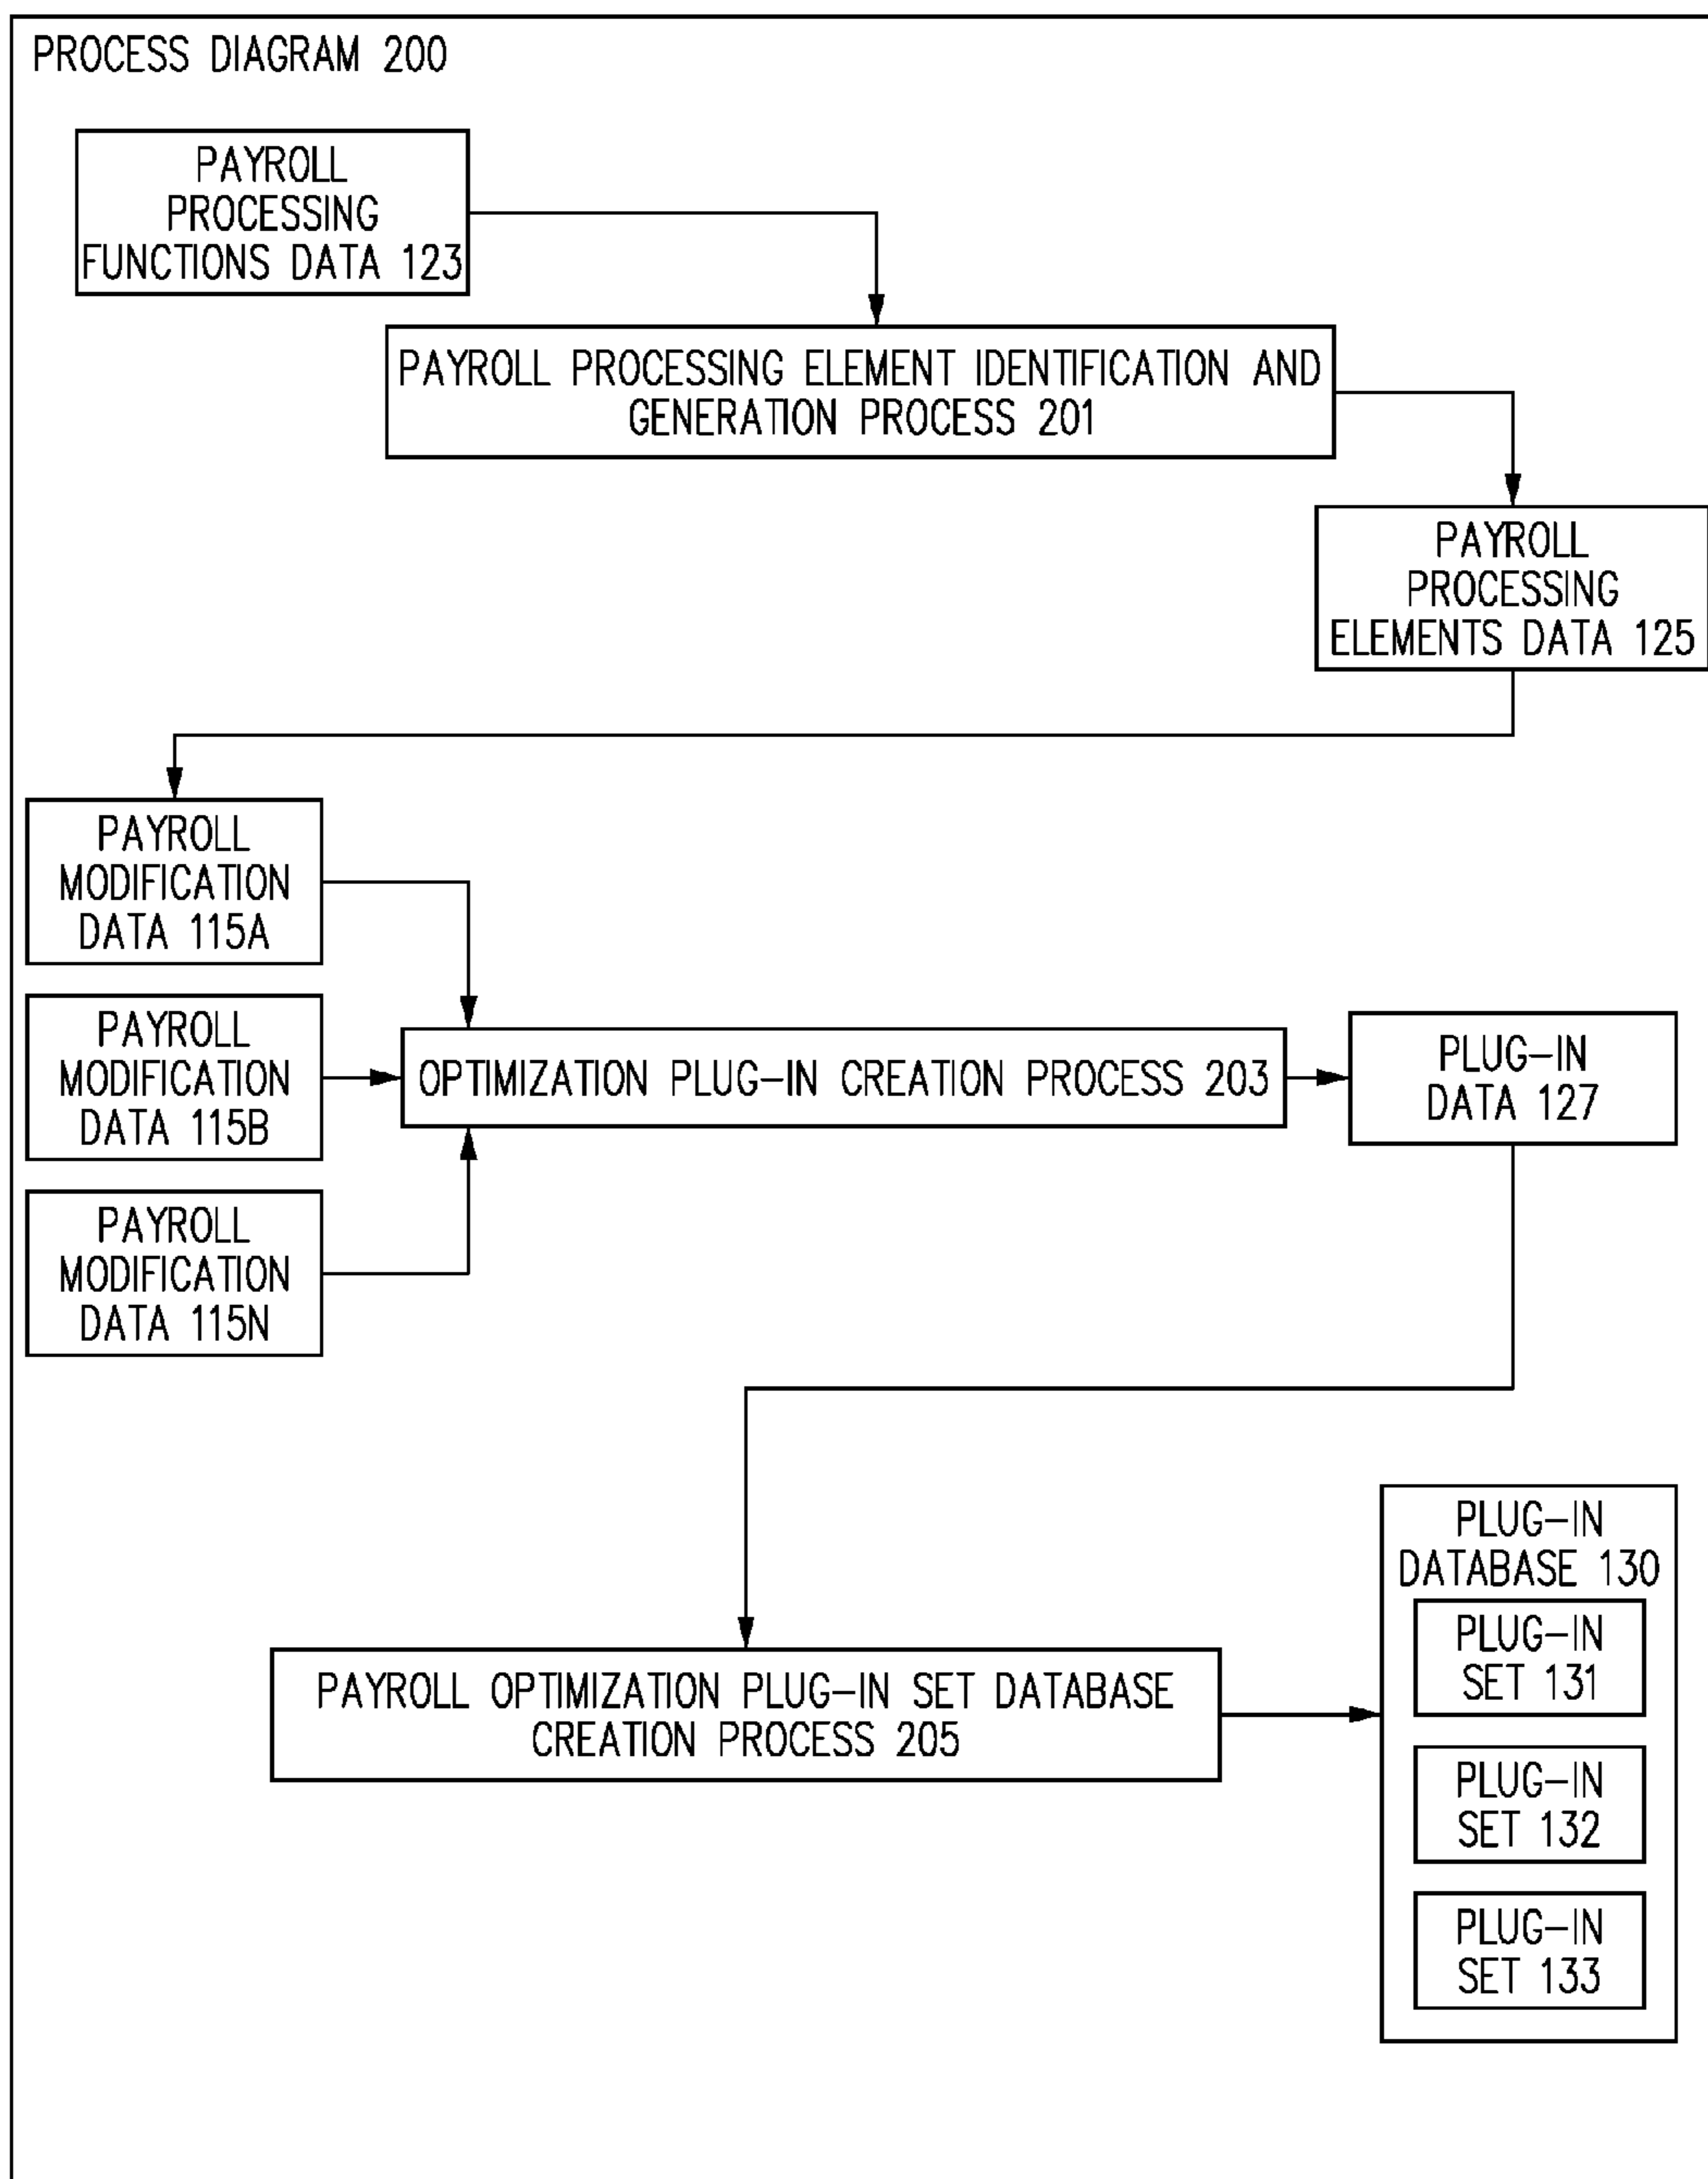 PROCESS DIAGRAM 200
PAYROLL
PROCESSING
FUNCTIONS DATA 123
PAYROLL PROCESSING ELEMENT IDENTIFICATION AND
GENERATION PROCESS 201
PAYROLL
PROCESSING
ELEMENTS DATA 125
PAYROLL
MODIFICATION
DATA 115A
PAYROLL
MODIFICATION
DATA 115B
PAYROLL
MODIFICATION
DATA 115N
OPTIMIZATION PLUG-IN CREATION PROCESS 203
PLUG-IN
DATA 127
PAYROLL OPTIMIZATION PLUG-IN SET DATABASE
CREATION PROCESS 205
PLUG-IN
DATABASE 130
PLUG-IN
SET 131
PLUG-IN
SET 132
PLUG-IN
SET 133